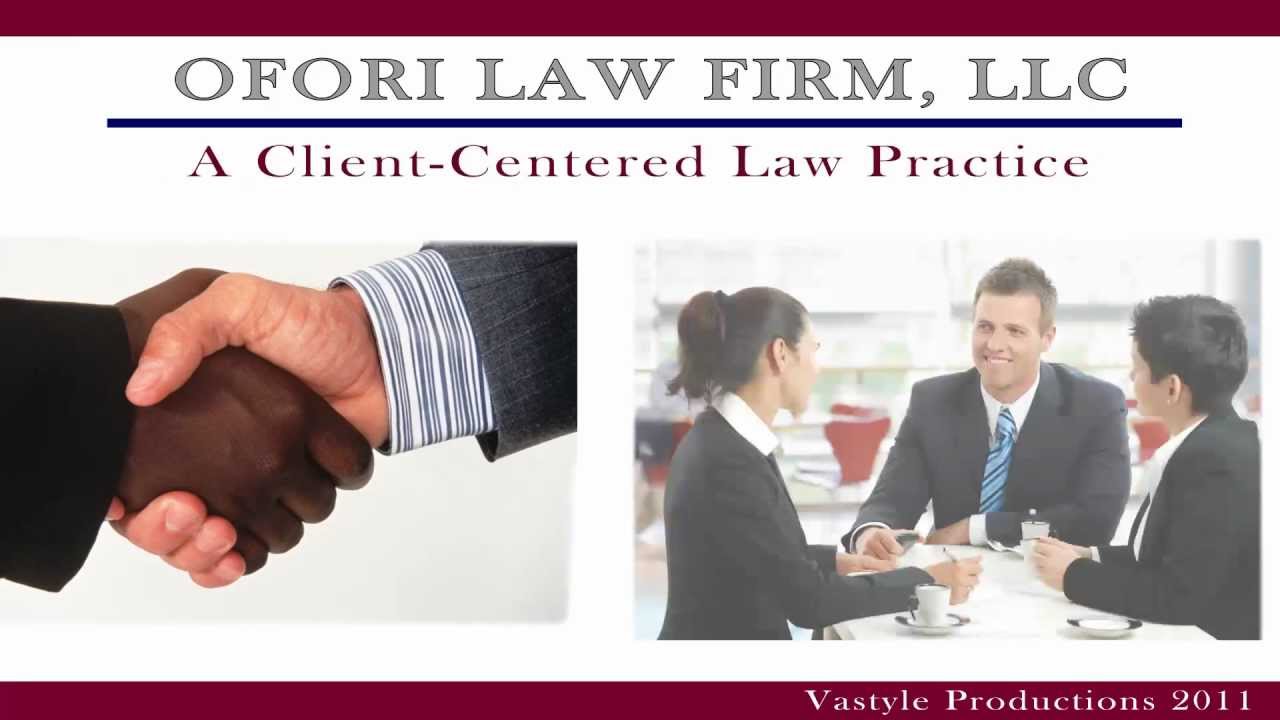 OFORI LAW FIRM, LLC
A Client-Centered Law Practice
Vastyle Productions 2011